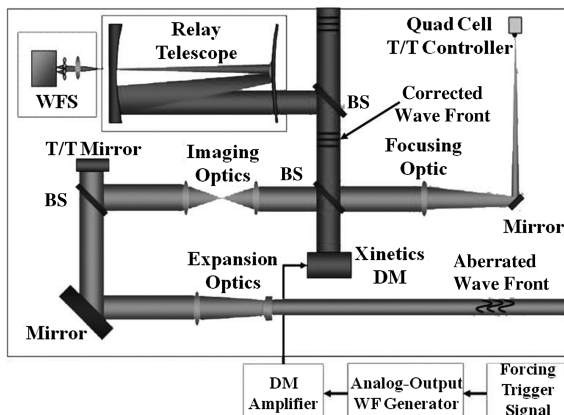 Relay
Telescope
WFS
Quad Cell
T/T Controller
BS
Corrected
Wave Front
T/T Mirror
Imaging
Optics
BS
Focusing
Optic
BS
Mirror
Xinetics
DM
Expansion
Optics
Aberrated
Wave Front
Mirror
DM
Amplifier
Analog-Output
WF Generator
Forcing
Trigger
Signal